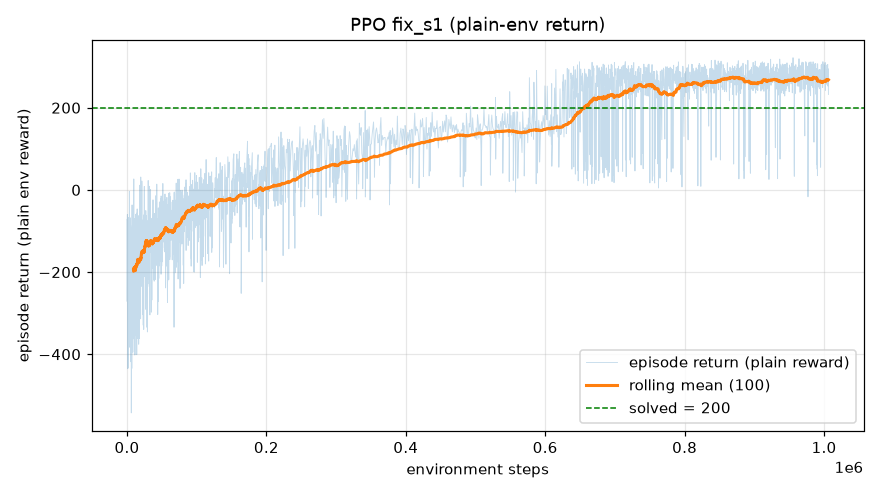 PPO fix_s1 (plain-env return)
episode return (plain env reward)
200
0
−200
−400
episode return (plain reward)
rolling mean (100)
solved = 200
0.0 0.2 0.4 0.6 0.8 1.0
1e6
environment steps